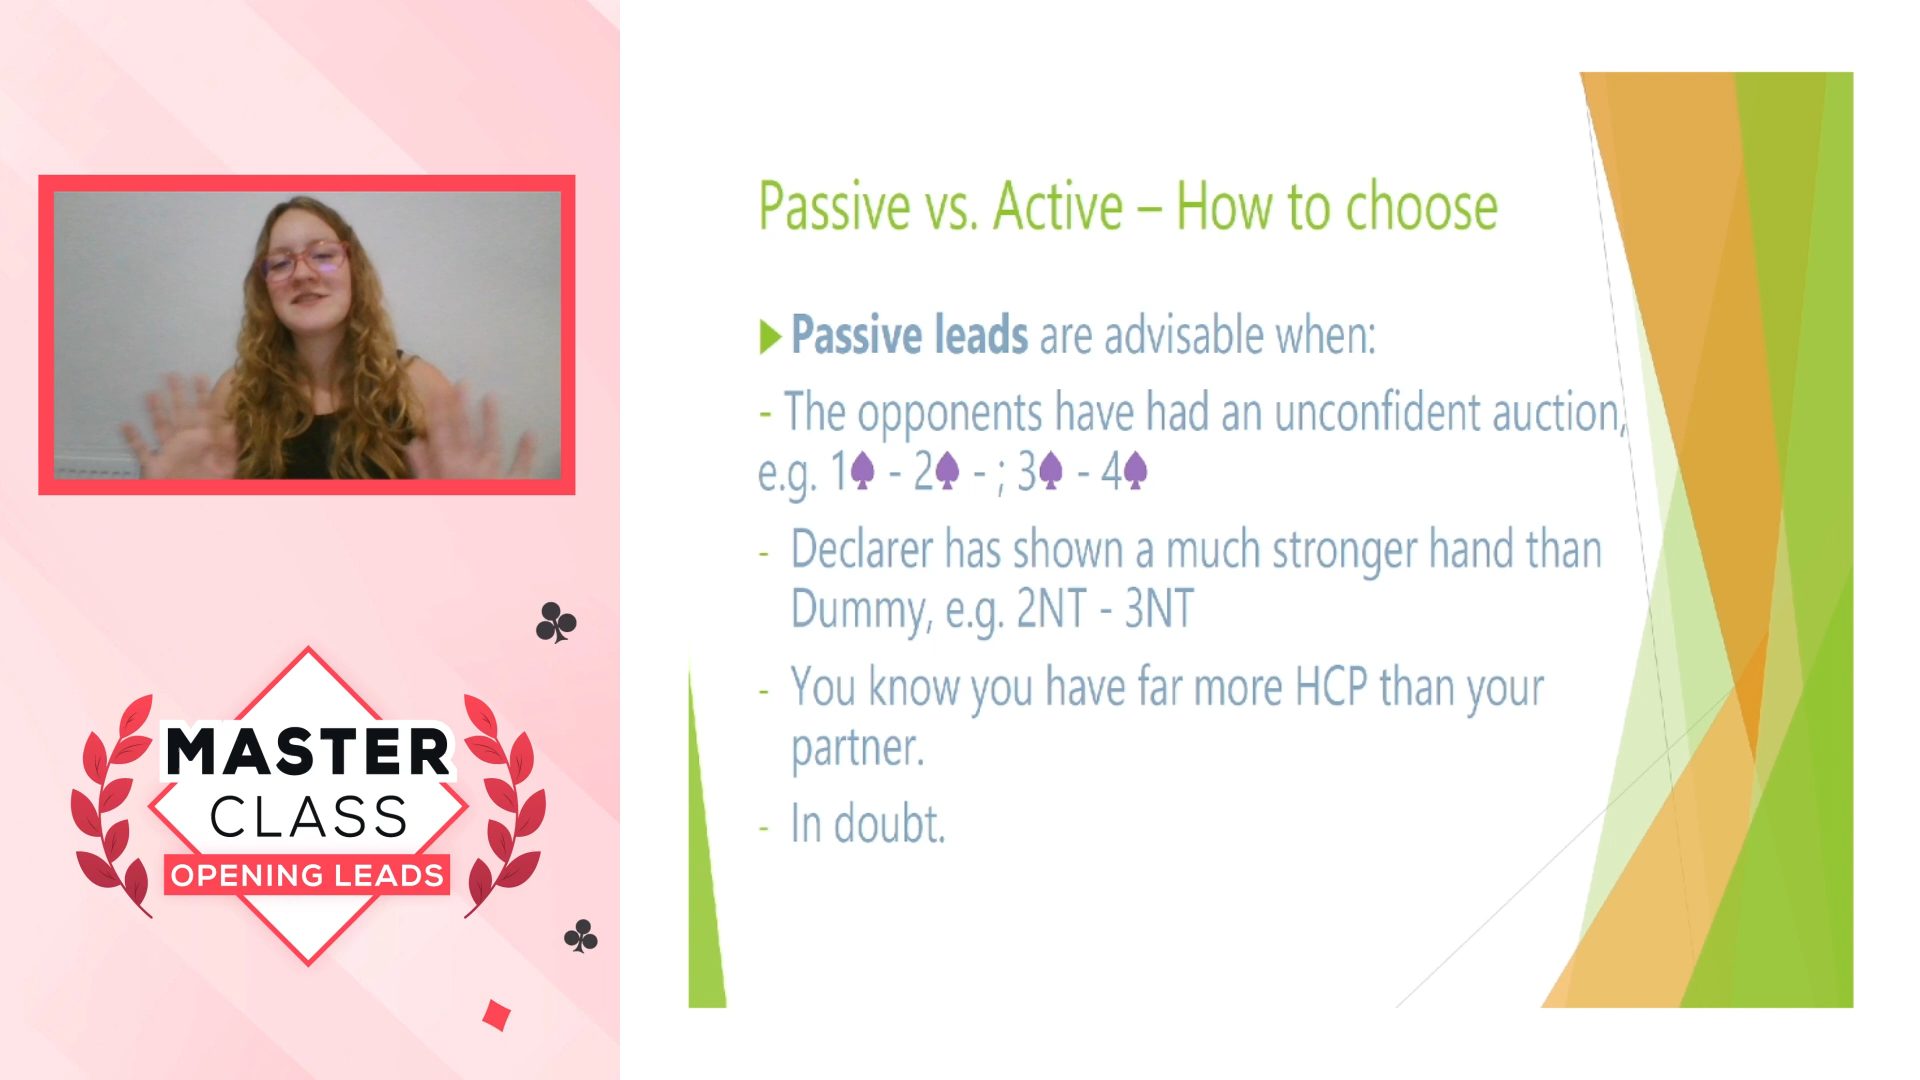 MASTER
CLASS
OPENING LEADS
Passive vs. Active – How to choose
Passive leads are advisable when:
- The opponents have had an unconfident auction,
e.g. 1♠ - 2♠ - ; 3♠ - 4♠
- Declarer has shown a much stronger hand than
Dummy, e.g. 2NT - 3NT
- You know you have far more HCP than your
partner.
- In doubt.